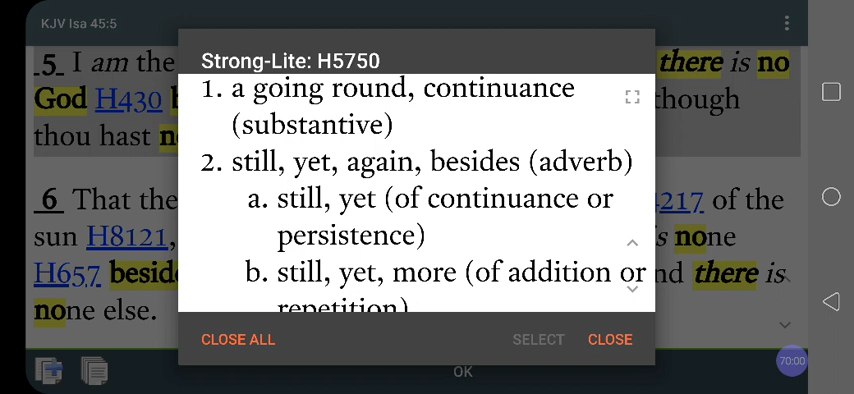 KJV Isa 45:5
5 I am the there is no
God H430 though
thou hast
6 That the 4217 of the
sun H8121, none
H657 nd there is
none else.
Strong-Lite: H5750
1. a going round, continuance
(substantive)
2. still, yet, again, besides (adverb)
a. still, yet (of continuance or
persistence)
b. still, yet, more (of addition or
repetition)
CLOSE ALL SELECT CLOSE
OK
70:00